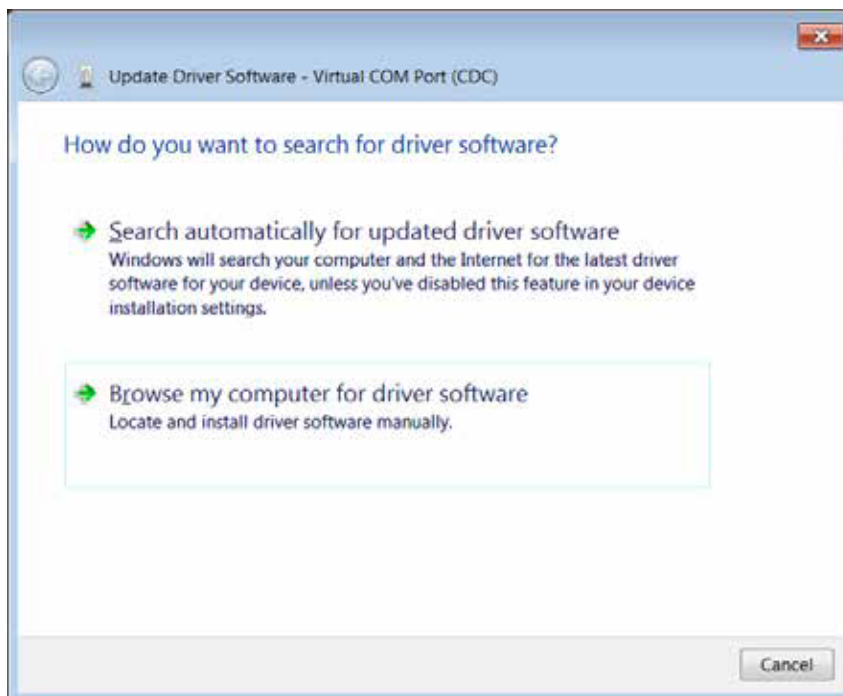 Update Driver Software - Virtual COM Port (CDC)
How do you want to search for driver software?
Search automatically for updated driver software
Windows will search your computer and the Internet for the latest driver
software for your device, unless you've disabled this feature in your device
installation settings.
Browse my computer for driver software
Locate and install driver software manually.
Cancel